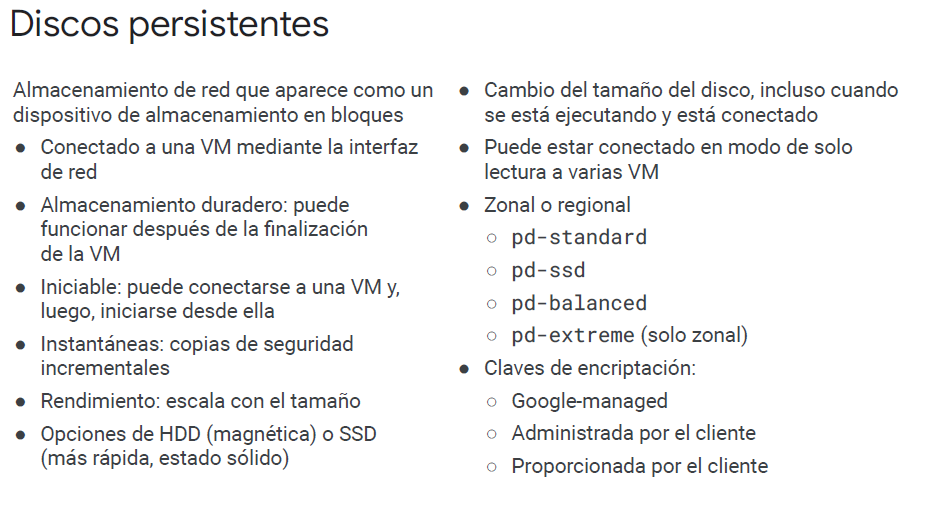 Discos persistentes
Almacenamiento de red que aparece como un
dispositivo de almacenamiento en bloques
● Conectado a una VM mediante la interfaz
de red
● Almacenamiento duradero: puede
funcionar después de la finalización
de la VM
● Iniciable: puede conectarse a una VM y,
luego, iniciarse desde ella
● Instantáneas: copias de seguridad
incrementales
● Rendimiento: escala con el tamaño
● Opciones de HDD (magnética) o SSD
(más rápida, estado sólido)
● Cambio del tamaño del disco, incluso cuando
se está ejecutando y está conectado
● Puede estar conectado en modo de solo
lectura a varias VM
● Zonal o regional
○ pd-standard
○ pd-ssd
○ pd-balanced
○ pd-extreme (solo zonal)
● Claves de encriptación:
○ Google-managed
○ Administrada por el cliente
○ Proporcionada por el cliente